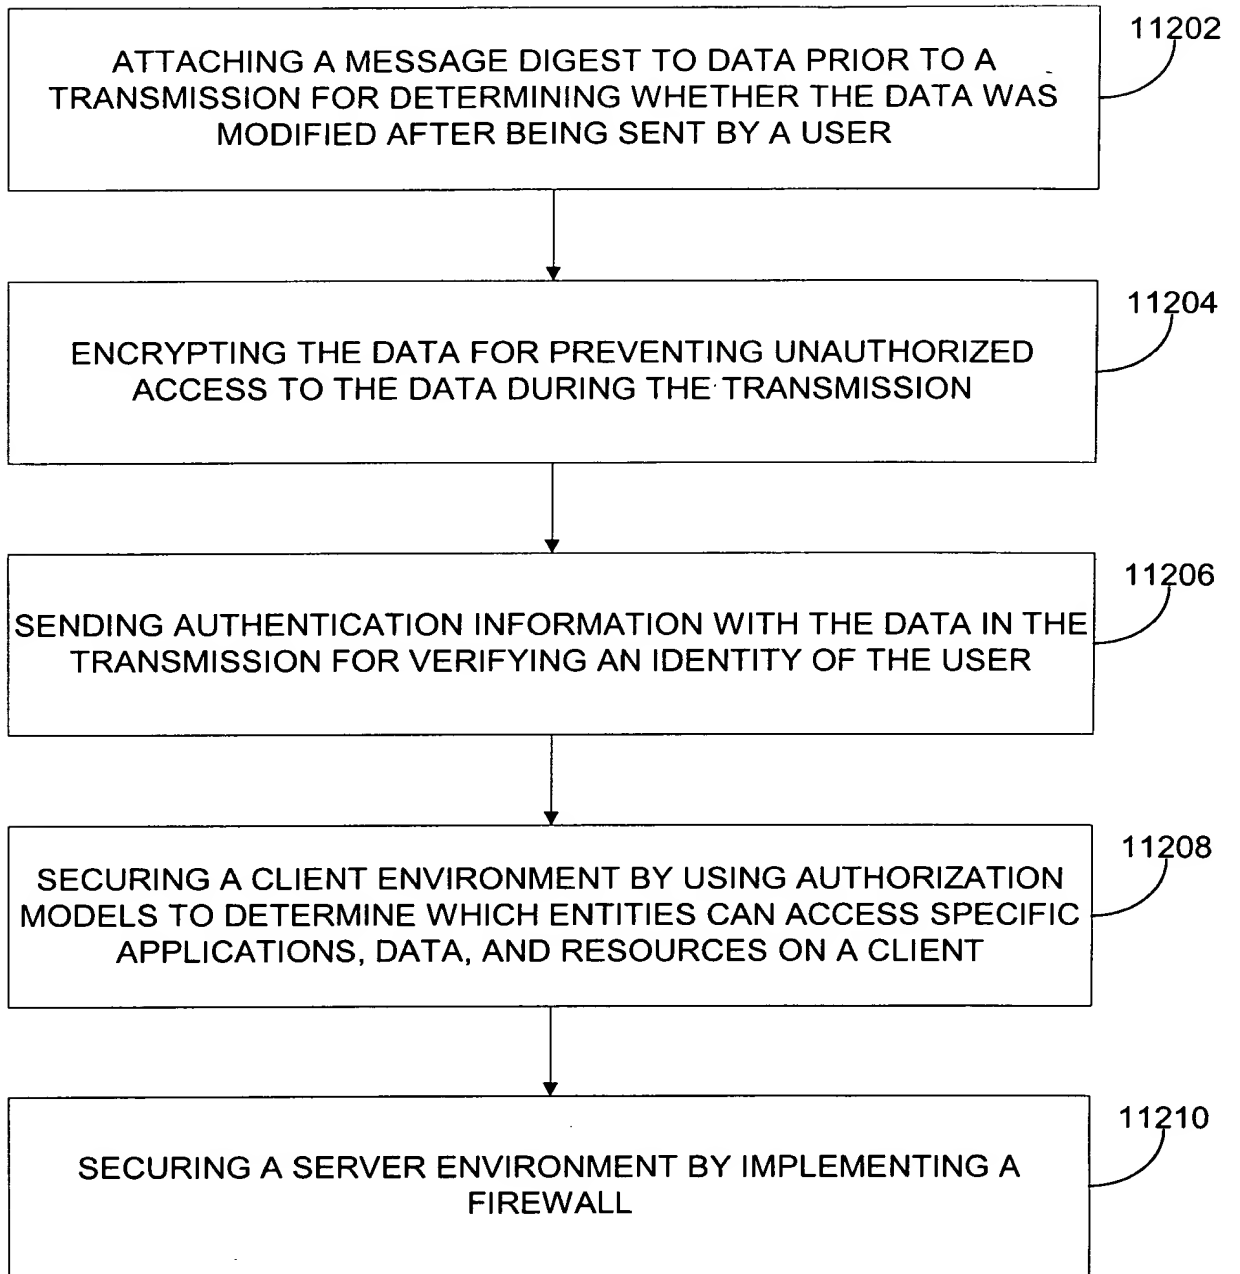 11202
ATTACHING A MESSAGE DIGEST TO DATA PRIOR TO A
TRANSMISSION FOR DETERMINING WHETHER THE DATA WAS
MODIFIED AFTER BEING SENT BY A USER
11204
ENCRYPTING THE DATA FOR PREVENTING UNAUTHORIZED
ACCESS TO THE DATA DURING THE TRANSMISSION
11206
SENDING AUTHENTICATION INFORMATION WITH THE DATA IN THE
TRANSMISSION FOR VERIFYING AN IDENTITY OF THE USER
11208
SECURING A CLIENT ENVIRONMENT BY USING AUTHORIZATION
MODELS TO DETERMINE WHICH ENTITIES CAN ACCESS SPECIFIC
APPLICATIONS, DATA, AND RESOURCES ON A CLIENT
11210
SECURING A SERVER ENVIRONMENT BY IMPLEMENTING A
FIREWALL